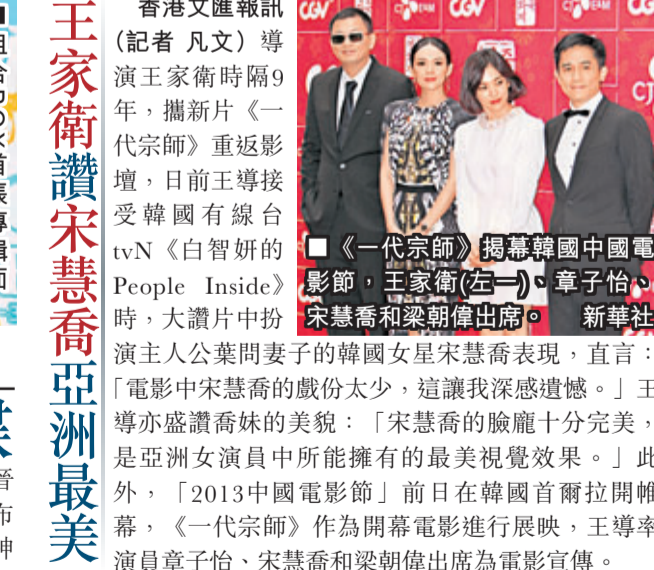 王家衛讚宋慧喬亞洲最美
香港文匯報訊
（記者 凡文）導
演王家衛時隔9
年，攜新片《一
代宗師》重返影
壇，日前王導接
受韓國有線台
tvN《白智妍的
People Inside》
時，大讚片中扮
演主人公葉問妻子的韓國女星宋慧喬表現，直言：
「電影中宋慧喬的戲份太少，這讓我深感遺憾。」王
導亦盛讚喬妹的美貌：「宋慧喬的臉龐十分完美，
是亞洲女演員中所能擁有的最美視覺效果。」此
外，「2013中國電影節」前日在韓國首爾拉開帷
幕，《一代宗師》作為開幕電影進行展映，王導率
演員章子怡、宋慧喬和梁朝偉出席為電影宣傳。
CGV
CGV
CGV
CJ
■《一代宗師》揭幕韓國中國電
影節，王家衛(左一)、章子怡、
宋慧喬和梁朝偉出席。 新華社
首張專輯面
布
神